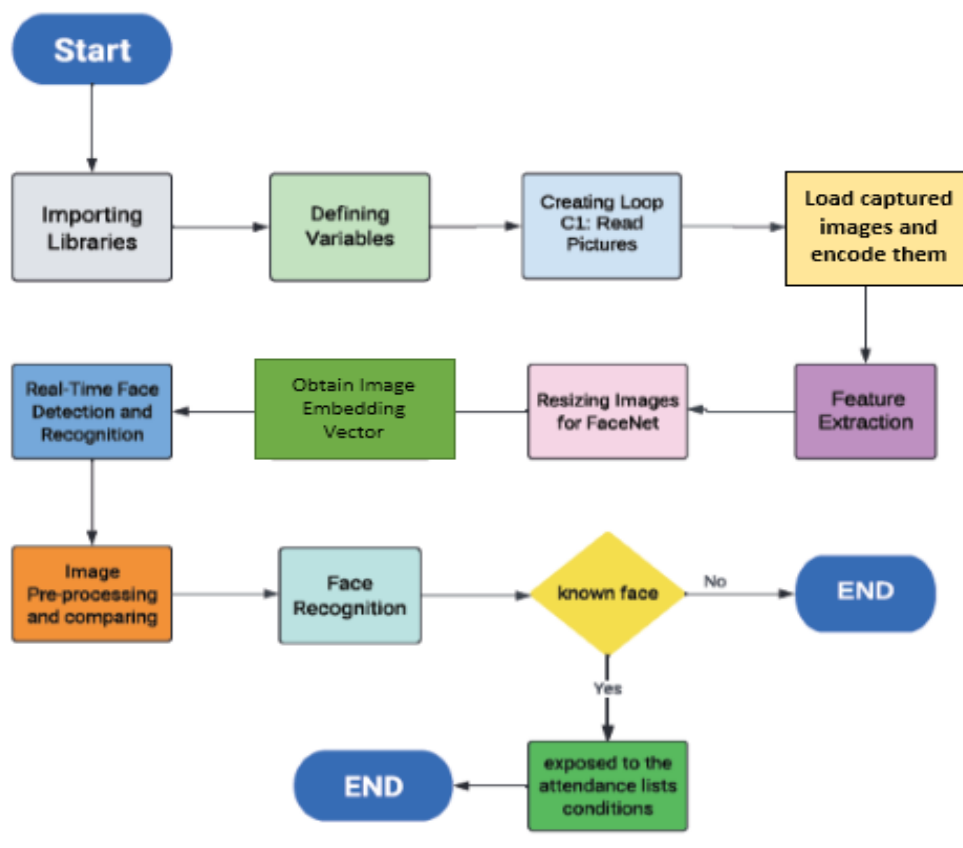 Start
Importing
Libraries
Defining
Variables
Creating Loop
C1: Read
Pictures
Load captured
images and
encode them
Real-Time Face
Detection and
Recognition
Obtain Image
Embedding
Vector
Resizing Images
for FaceNet
Feature
Extraction
Image
Pre-processing
and comparing
Face
Recognition
known face
No
END
Yes
END
exposed to the
attendance lists
conditions